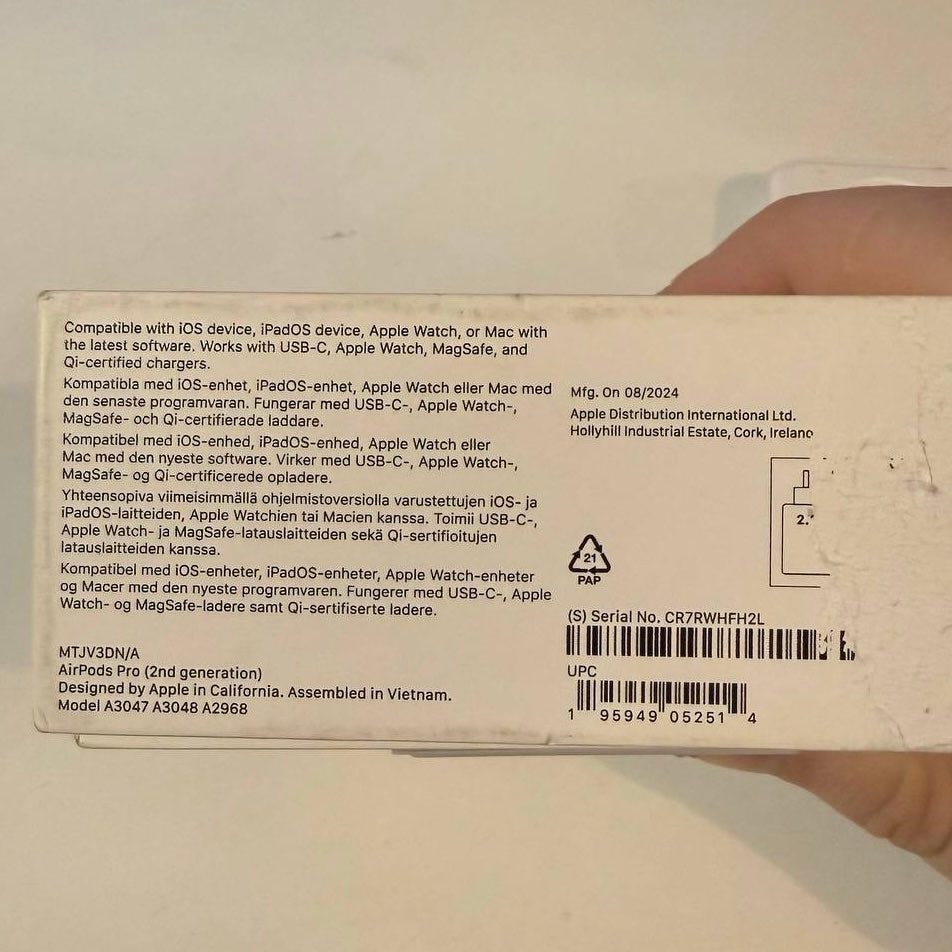 Compatible with iOS device, iPadOS device, Apple Watch, or Mac with
the latest software. Works with USB-C, Apple Watch, MagSafe, and
Qi-certified chargers.
Kompatibla med iOS-enhet, iPadOS-enhet, Apple Watch eller Mac med
den senaste programvaran. Fungerar med USB-C-, Apple Watch-,
MagSafe- och Qi-certifierade laddare.
Kompatibel med iOS-enhed, iPadOS-enhed, Apple Watch eller
Mac med den nyeste software. Virker med USB-C-, Apple Watch-,
MagSafe- og Qi-certificerede opladere.
Yhteensopiva viimeisimmällä ohjelmistoversiolla varustettujen iOS- ja
iPadOS-laitteiden, Apple Watchien tai Macien kanssa. Toimii USB-C-,
Apple Watch- ja MagSafe-latauslaitteiden sekä Qi-sertifioitujen
latauslaitteiden kanssa.
Kompatibel med iOS-enheter, iPadOS-enheter, Apple Watch-enheter
og Macer med den nyeste programvaren. Fungerer med USB-C-, Apple
Watch- og MagSafe-ladere samt Qi-sertifiserte ladere.
MTJV3DN/A
AirPods Pro (2nd generation)
Designed by Apple in California. Assembled in Vietnam.
Model A3047 A3048 A2968
Mfg. On 08/2024
Apple Distribution International Ltd.
Hollyhill Industrial Estate, Cork, Ireland
21
PAP
(S) Serial No. CR7RWHFH2L
UPC
1 95949 05251 4